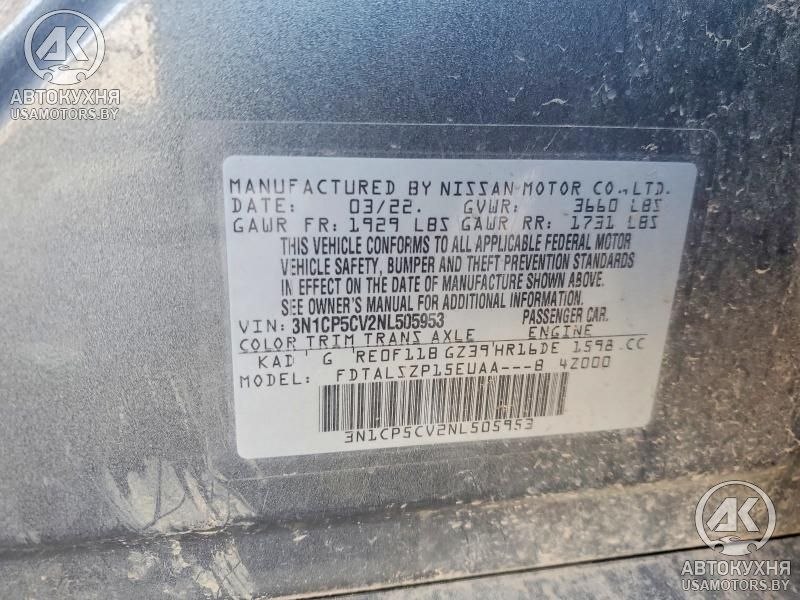 AK
АВТОКУХНЯ
USAMOTORS.BY
MANUFACTURED BY NISSAN MOTOR CO., LTD.
DATE: 03/22. GVWR: 3660 LBS
GAWR FR: 1929 LBS GAWR RR: 1731 LBS
THIS VEHICLE CONFORMS TO ALL APPLICABLE FEDERAL MOTOR
VEHICLE SAFETY, BUMPER AND THEFT PREVENTION STANDARDS
IN EFFECT ON THE DATE OF MANUFACTURE SHOWN ABOVE.
SEE OWNER'S MANUAL FOR ADDITIONAL INFORMATION.
VIN: 3N1CP5CV2NL505953 PASSENGER CAR.
COLOR TRIM TRANS AXLE ENGINE
KAD G RE0F11B GZ39 HR16DE 1598 CC
MODEL: FDTALSZP15EUAA---8 4Z000
3N1CP5CV2NL505953
AK
АВТОКУХНЯ
USAMOTORS.BY